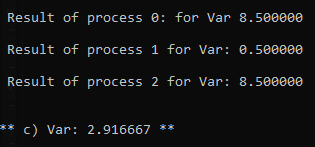 Result of process 0: for Var 8.500000
Result of process 1 for Var: 0.500000
Result of process 2 for Var: 8.500000
** c) Var: 2.916667 **